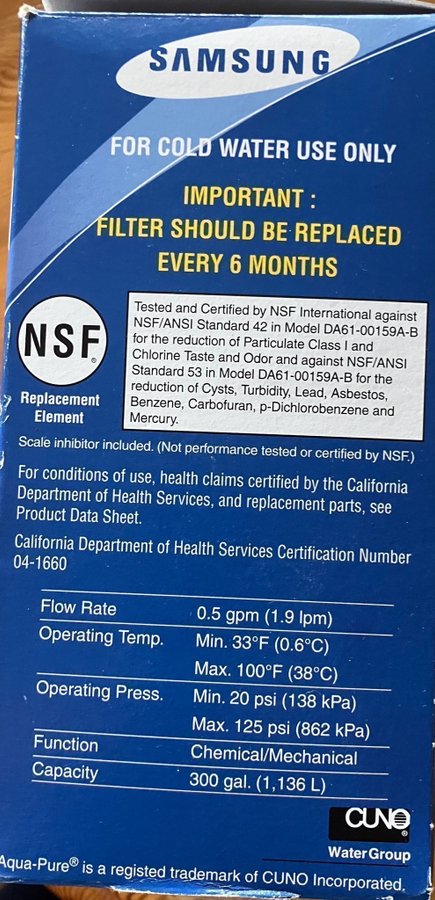 SAMSUNG
FOR COLD WATER USE ONLY
IMPORTANT :
FILTER SHOULD BE REPLACED
EVERY 6 MONTHS
NSF®
Replacement
Element
Tested and Certified by NSF International against
NSF/ANSI Standard 42 in Model DA61-00159A-B
for the reduction of Particulate Class I and
Chlorine Taste and Odor and against NSF/ANSI
Standard 53 in Model DA61-00159A-B for the
reduction of Cysts, Turbidity, Lead, Asbestos,
Benzene, Carbofuran, p-Dichlorobenzene and
Mercury.
Scale inhibitor included. (Not performance tested or certified by NSF.)
For conditions of use, health claims certified by the California
Department of Health Services, and replacement parts, see
Product Data Sheet.
California Department of Health Services Certification Number
04-1660
Flow Rate 0.5 gpm (1.9 lpm)
Operating Temp. Min. 33°F (0.6°C)
Max. 100°F (38°C)
Operating Press. Min. 20 psi (138 kPa)
Max. 125 psi (862 kPa)
Function Chemical/Mechanical
Capacity 300 gal. (1,136 L)
CUNO®
Water Group
Aqua-Pure® is a registed trademark of CUNO Incorporated.